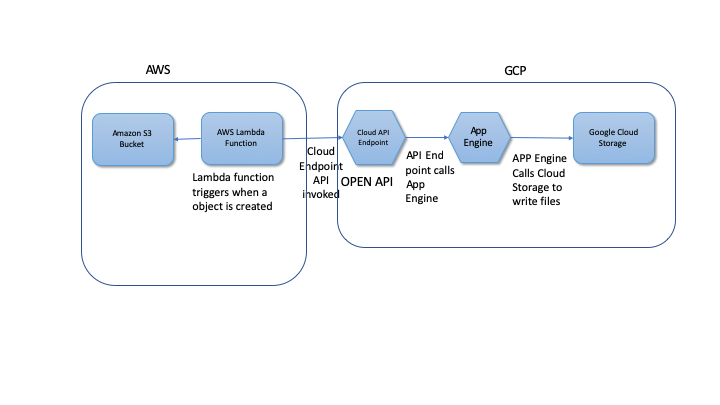 AWS
GCP
Amazon S3
Bucket
AWS Lambda
Function
Cloud API
Endpoint
App
Engine
Google Cloud
Storage
Lambda function
triggers when a
object is created
Cloud
Endpoint
API
invoked
OPEN API
API End
point calls
App
Engine
APP Engine
Calls Cloud
Storage to
write files